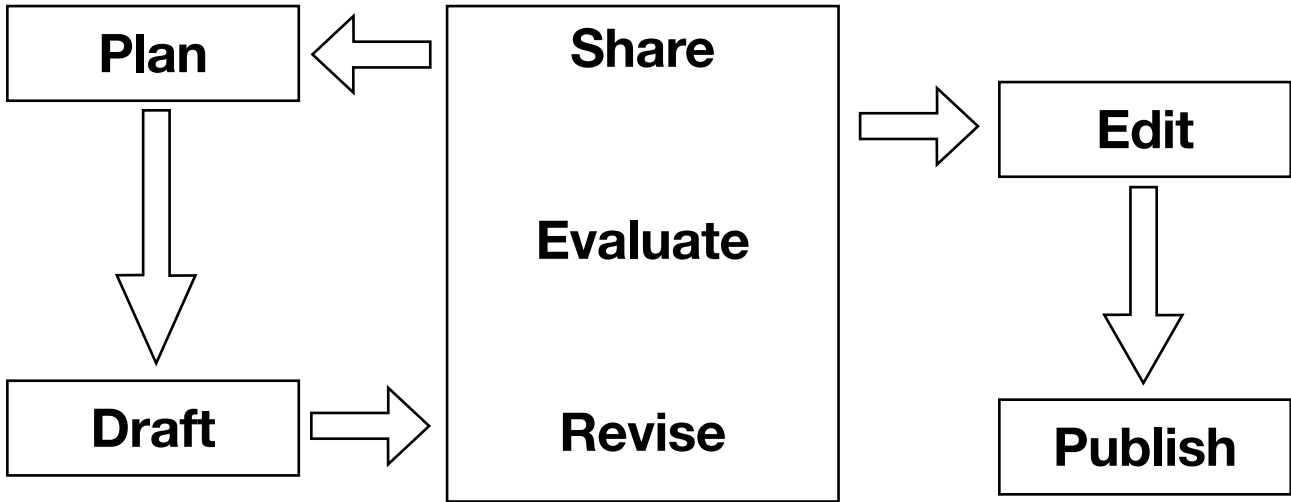 Plan
Draft
Share
Evaluate
Revise
Edit
Publish